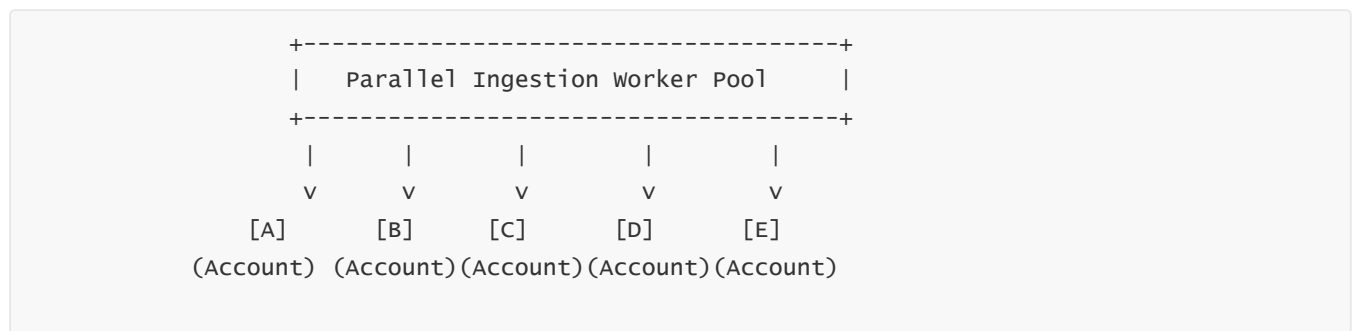 +--------------------------------------+
|   Parallel Ingestion Worker Pool     |
+--------------------------------------+
|      |       |        |        |
v      v       v        v        v
[A]      [B]     [C]      [D]      [E]
(Account) (Account)(Account)(Account)(Account)